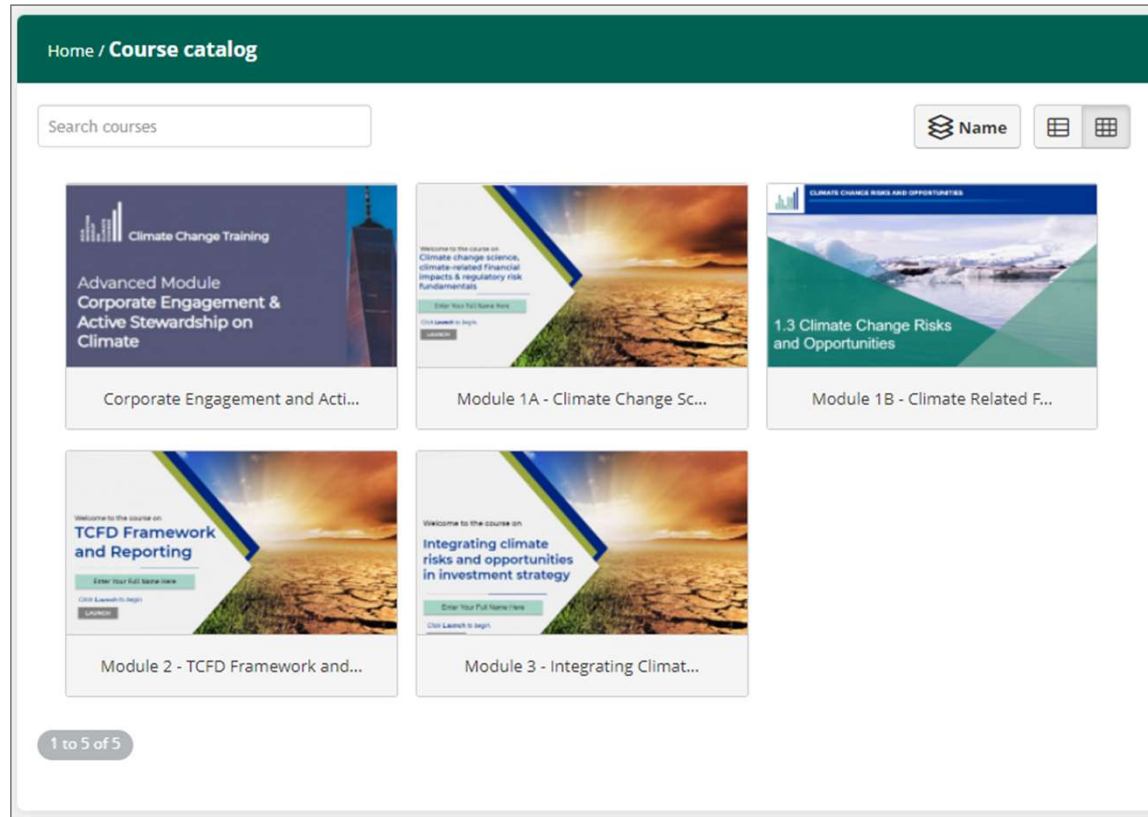 Home / Course catalog
Search courses
Name
Climate Change Training
Advanced Module
Corporate Engagement &
Active Stewardship on
Climate
Corporate Engagement and Acti...
Welcome to the course on
Climate change science,
climate-related financial
impacts & regulatory risk
fundamentals
Enter Your Full Name Here
Click Launch to begin.
LAUNCH
Module 1A - Climate Change Sc...
CLIMATE CHANGE RISKS AND OPPORTUNITIES
1.3 Climate Change Risks
and Opportunities
Module 1B - Climate Related F...
Welcome to the course on
TCFD Framework
and Reporting
Enter Your Full Name Here
Click Launch to begin
LAUNCH
Module 2 - TCFD Framework and...
Welcome to the course on
Integrating climate
risks and opportunities
in investment strategy
Enter Your Full Name Here
Click Launch to begin.
Module 3 - Integrating Climat...
1 to 5 of 5